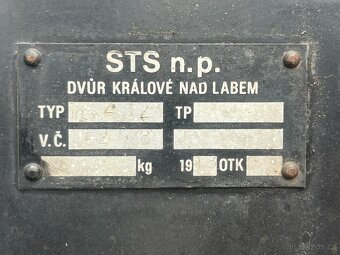 STS n.p.
DVŮR KRÁLOVÉ NAD LABEM
TYP TP
V.Č.
kg 19 OTK